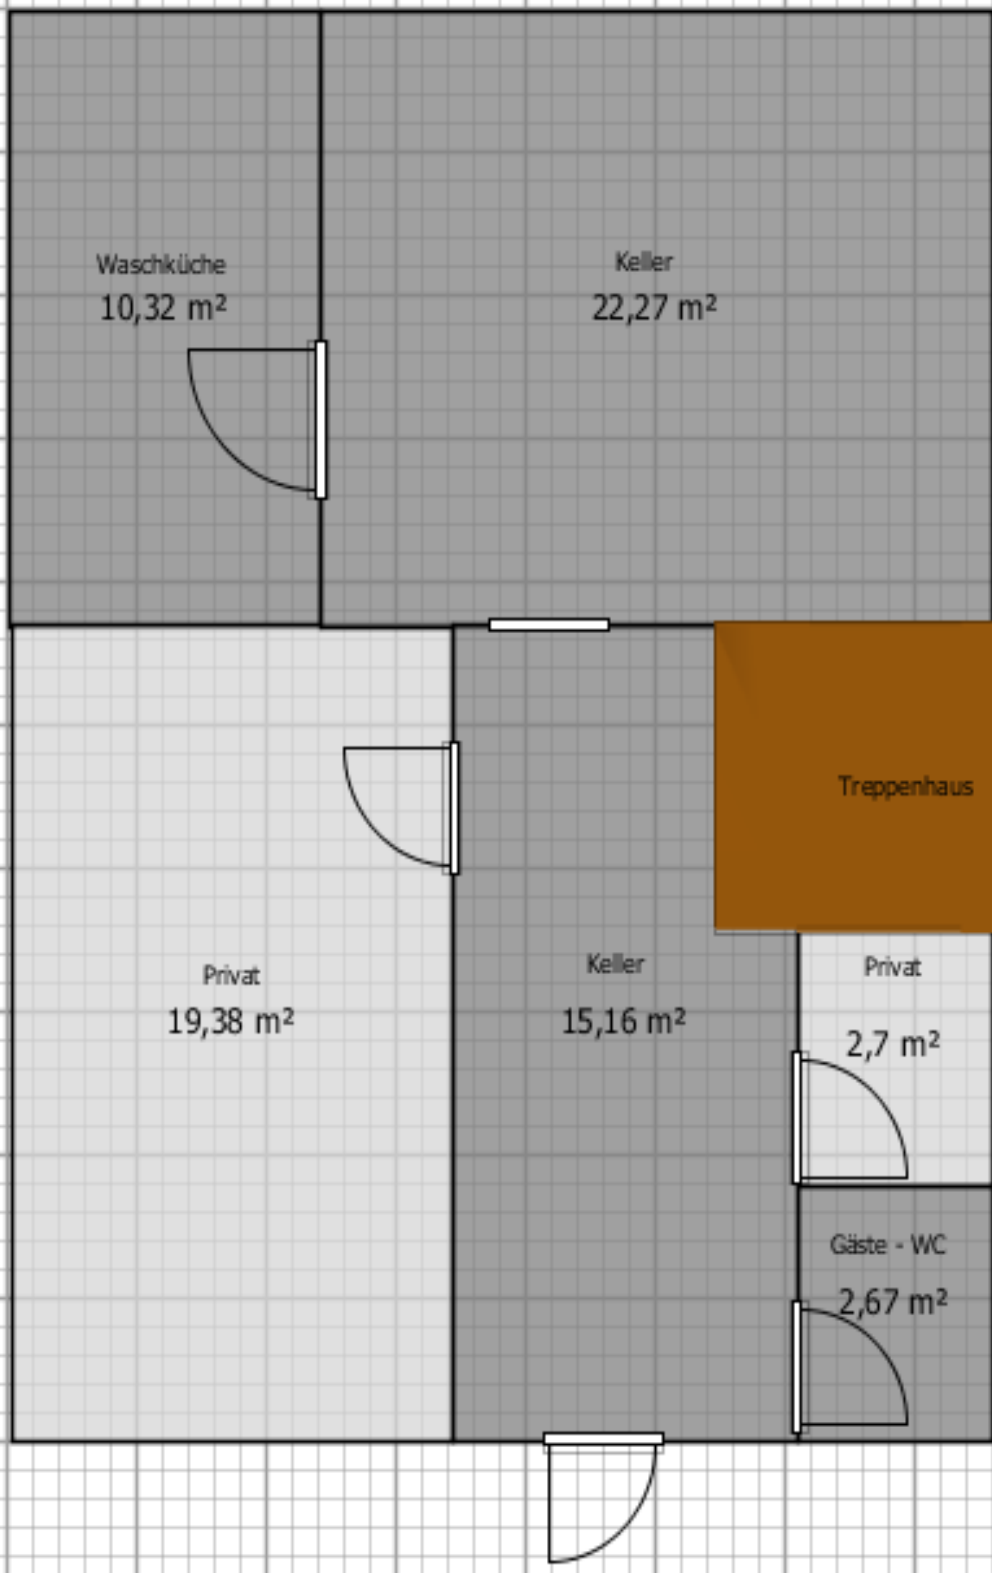 Waschküche
10,32 m²
Keller
22,27 m²
Treppenhaus
Privat
19,38 m²
Keller
15,16 m²
Privat
2,7 m²
Gäste - WC
2,67 m²